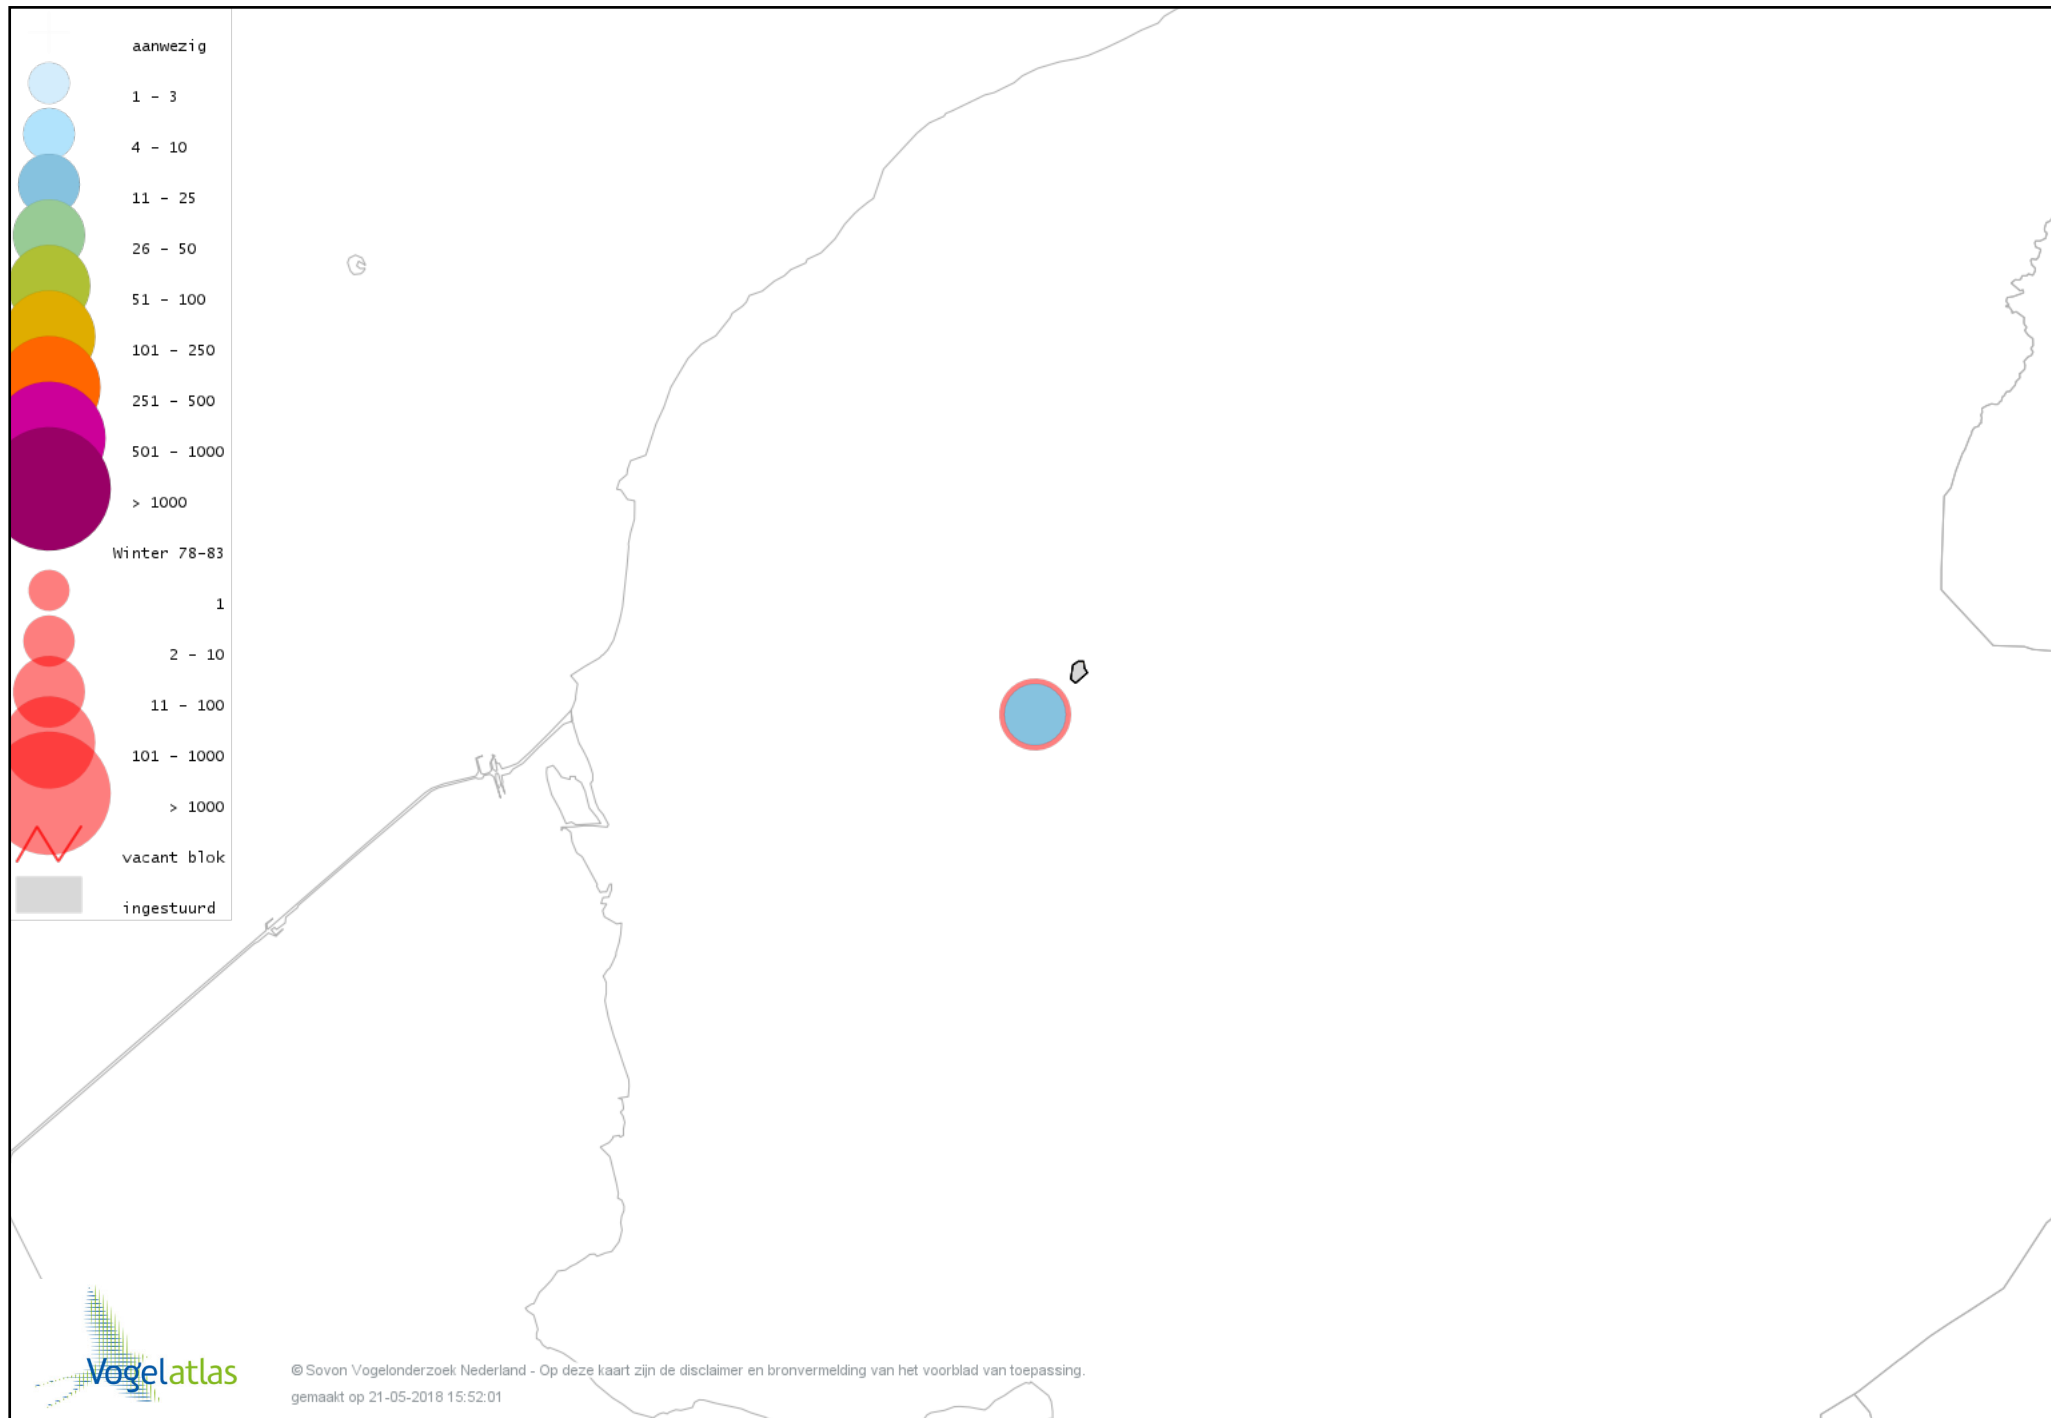 aanwezig
1 - 3
4 - 10
11 - 25
26 - 50
51 - 100
101 - 250
251 - 500
501 - 1000
> 1000
Winter 78-83
1
2 - 10
11 - 100
101 - 1000
> 1000
vacant blok
ingestuurd
Vogelatlas
© Sovon Vogelonderzoek Nederland - Op deze kaart zijn de disclaimer en bronvermelding van het voorblad van toepassing.
gemaakt op 21-05-2018 15:52:01